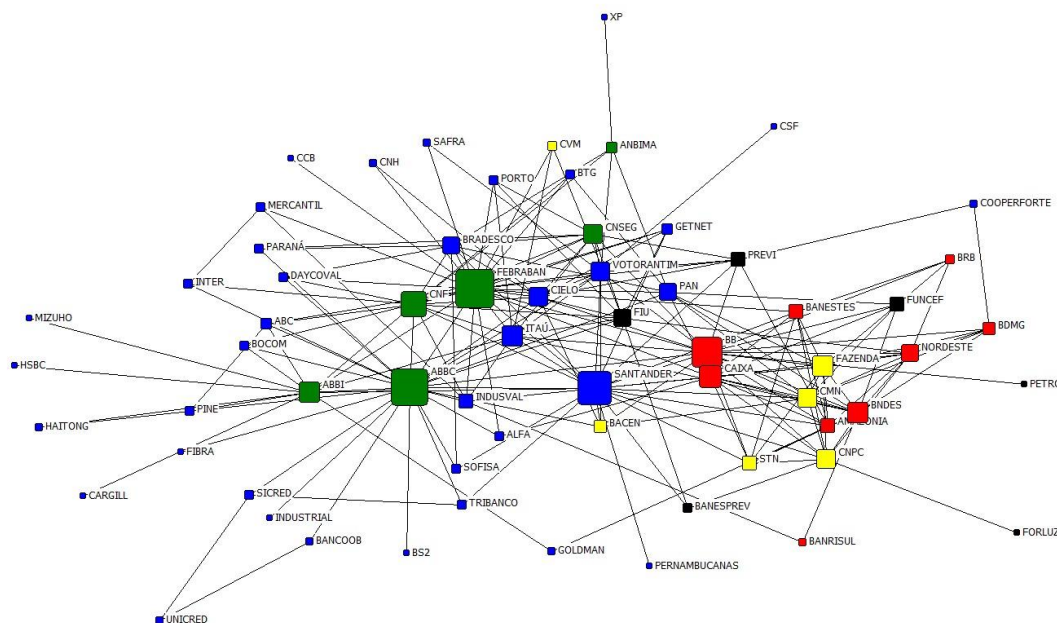 XP
CSF
SAFRA
CVM
ANBIMA
CCB
CNH
BTG
PORTO
COOPERFORTE
MERCANTIL
GETNET
CNSEG
BRADESCO
PARANÁ
PREVI
BRB
VOTORANTIM
DAYCOVAL
FEBRABAN
INTER
PAN
CIELO
CNF
FUNCEF
BANESTES
MIZUHO
FIU
ABC
BDMG
ITAÚ
BOCOM
BB
NORDESTE
HSBC
FAZENDA
CAIXA
PETROS
ABBC
SANTANDER
ABBI
CMN
INDUSVAL
PINE
BNDES
HAITONG
BACEN
AMAZONIA
ALFA
FIBRA
CNPC
STN
SOFISA
CARGILL
SICRED
TRIBANCO
BANESPREV
INDUSTRIAL
FORLUZ
BANCOOB
BANRISUL
BS2
GOLDMAN
PERNAMBUCANAS
UNICRED